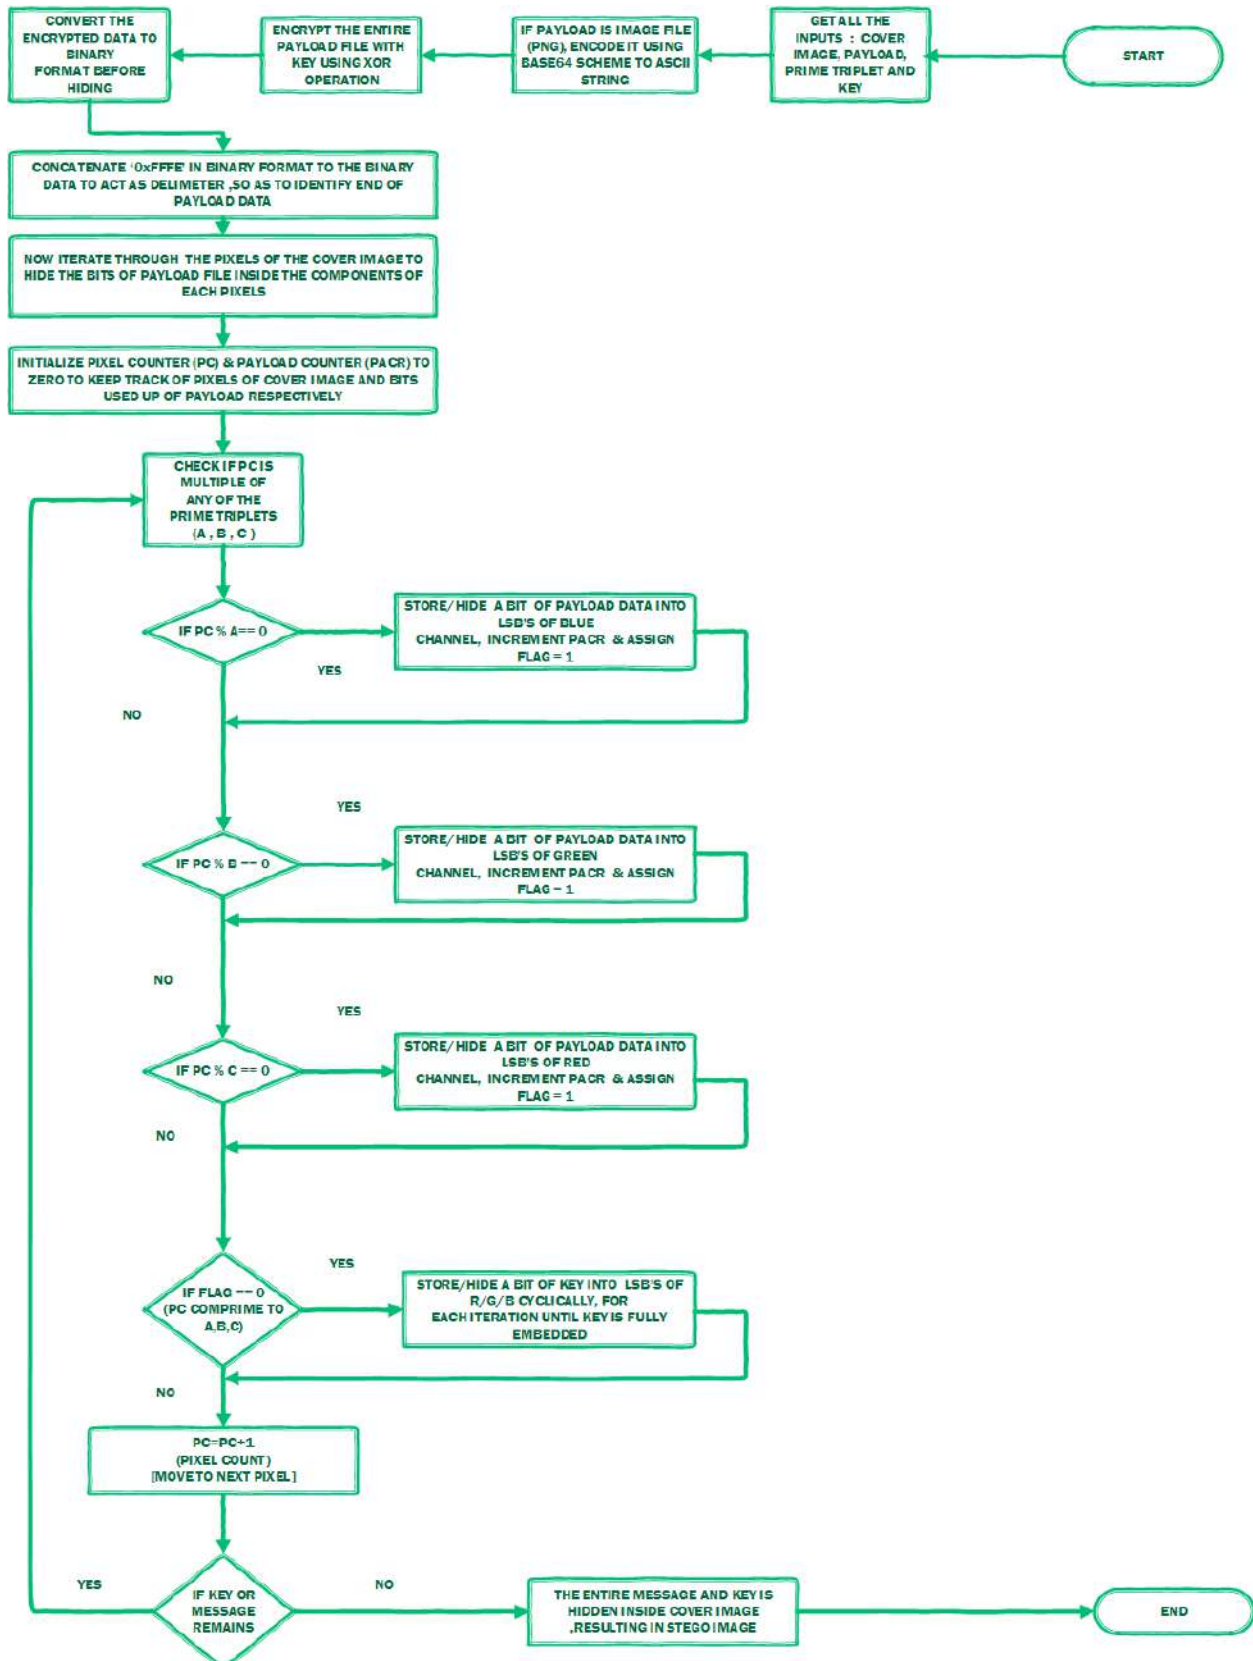 START
GET ALL THE
INPUTS : COVER
IMAGE, PAYLOAD,
PRIME TRIPLET AND
KEY
IF PAYLOAD IS IMAGE FILE
(PNG), ENCODE IT USING
BASE64 SCHEME TO ASCII
STRING
ENCRYPT THE ENTIRE
PAYLOAD FILE WITH
KEY USING XOR
OPERATION
CONVERT THE
ENCRYPTED DATA TO
BINARY
FORMAT BEFORE
HIDING
CONCATENATE '0xFFFE' IN BINARY FORMAT TO THE BINARY
DATA TO ACT AS DELIMETER ,SO AS TO IDENTIFY END OF
PAYLOAD DATA
NOW ITERATE THROUGH THE PIXELS OF THE COVER IMAGE TO
HIDE THE BITS OF PAYLOAD FILE INSIDE THE COMPONENTS OF
EACH PIXELS
INITIALIZE PIXEL COUNTER (PC) & PAYLOAD COUNTER (PACR) TO
ZERO TO KEEP TRACK OF PIXELS OF COVER IMAGE AND BITS
USED UP OF PAYLOAD RESPECTIVELY
CHECK IF PC IS
MULTIPLE OF
ANY OF THE
PRIME TRIPLETS
(A , B , C )
IF PC % A== 0
YES
STORE/HIDE A BIT OF PAYLOAD DATA INTO
LSB'S OF BLUE
CHANNEL, INCREMENT PACR & ASSIGN
FLAG = 1
NO
IF PC % B == 0
YES
STORE/HIDE A BIT OF PAYLOAD DATA INTO
LSB'S OF GREEN
CHANNEL, INCREMENT PACR & ASSIGN
FLAG = 1
NO
IF PC % C == 0
YES
STORE/HIDE A BIT OF PAYLOAD DATA INTO
LSB'S OF RED
CHANNEL, INCREMENT PACR & ASSIGN
FLAG = 1
NO
IF FLAG == 0
(PC COMPRIME TO
A,B,C)
YES
STORE/HIDE A BIT OF KEY INTO LSB'S OF
R/G/B CYCLICALLY, FOR
EACH ITERATION UNTIL KEY IS FULLY
EMBEDDED
NO
PC=PC+1
(PIXEL COUNT)
[MOVE TO NEXT PIXEL]
IF KEY OR
MESSAGE
REMAINS
YES
NO
THE ENTIRE MESSAGE AND KEY IS
HIDDEN INSIDE COVER IMAGE
,RESULTING IN STEGO IMAGE
END